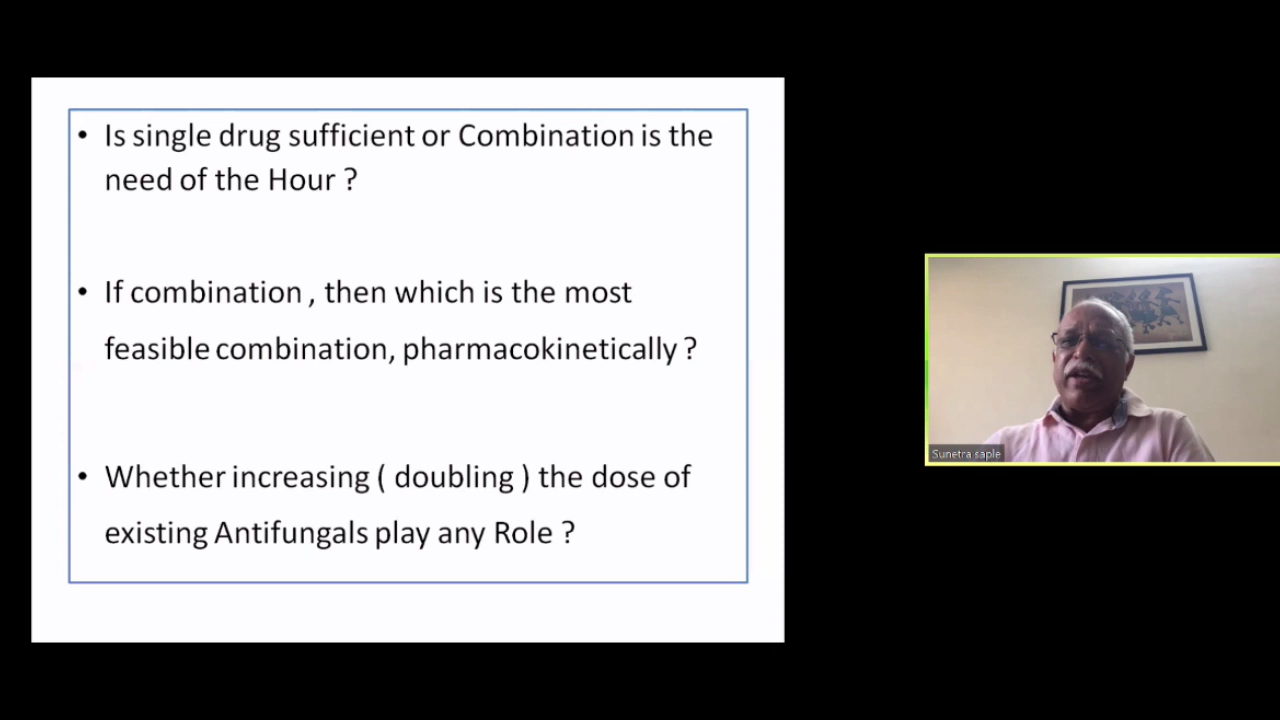 • Is single drug sufficient or Combination is the
need of the Hour ?
• If combination , then which is the most
feasible combination, pharmacokinetically ?
• Whether increasing ( doubling ) the dose of
existing Antifungals play any Role ?
Sunetra saple